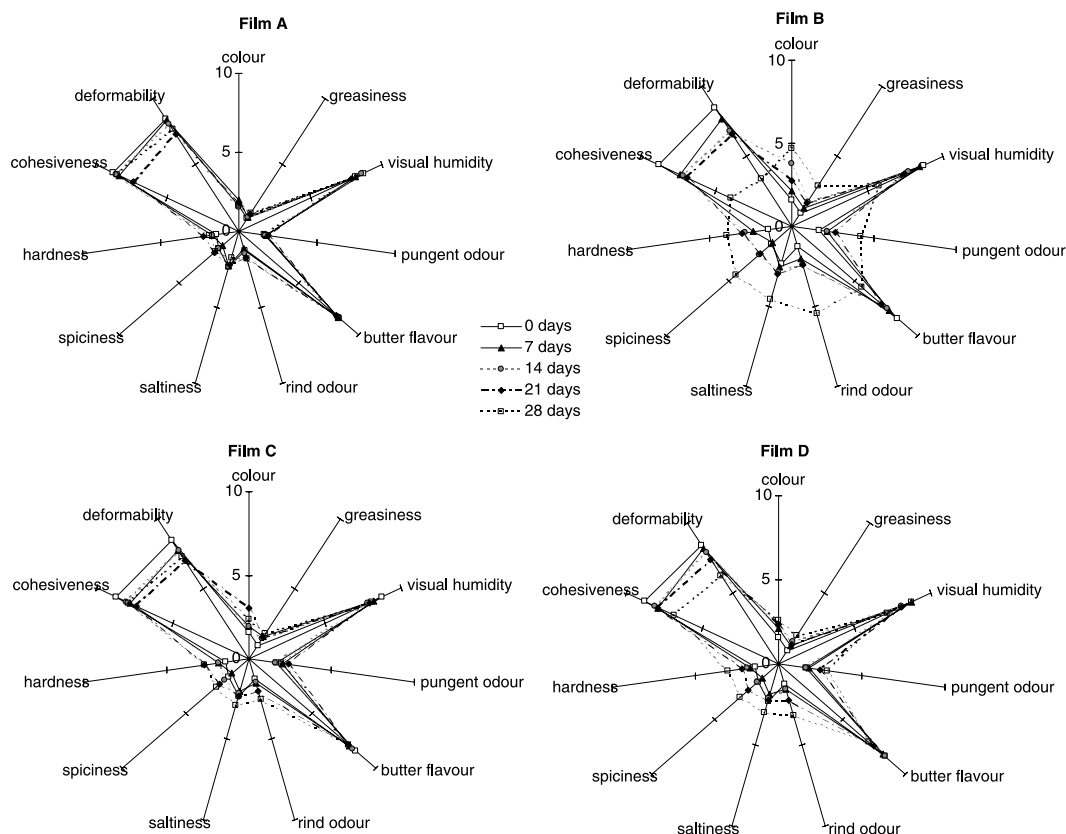 Film A
colour
10
5
0
deformability
greasiness
cohesiveness
visual humidity
hardness
pungent odour
spiciness
butter flavour
saltiness
rind odour
Film B
colour
10
5
0
deformability
greasiness
cohesiveness
visual humidity
hardness
pungent odour
spiciness
butter flavour
saltiness
rind odour
0 days
7 days
14 days
21 days
28 days
Film C
colour
10
5
0
deformability
greasiness
cohesiveness
visual humidity
hardness
pungent odour
spiciness
butter flavour
saltiness
rind odour
Film D
colour
10
5
0
deformability
greasiness
cohesiveness
visual humidity
hardness
pungent odour
spiciness
butter flavour
saltiness
rind odour